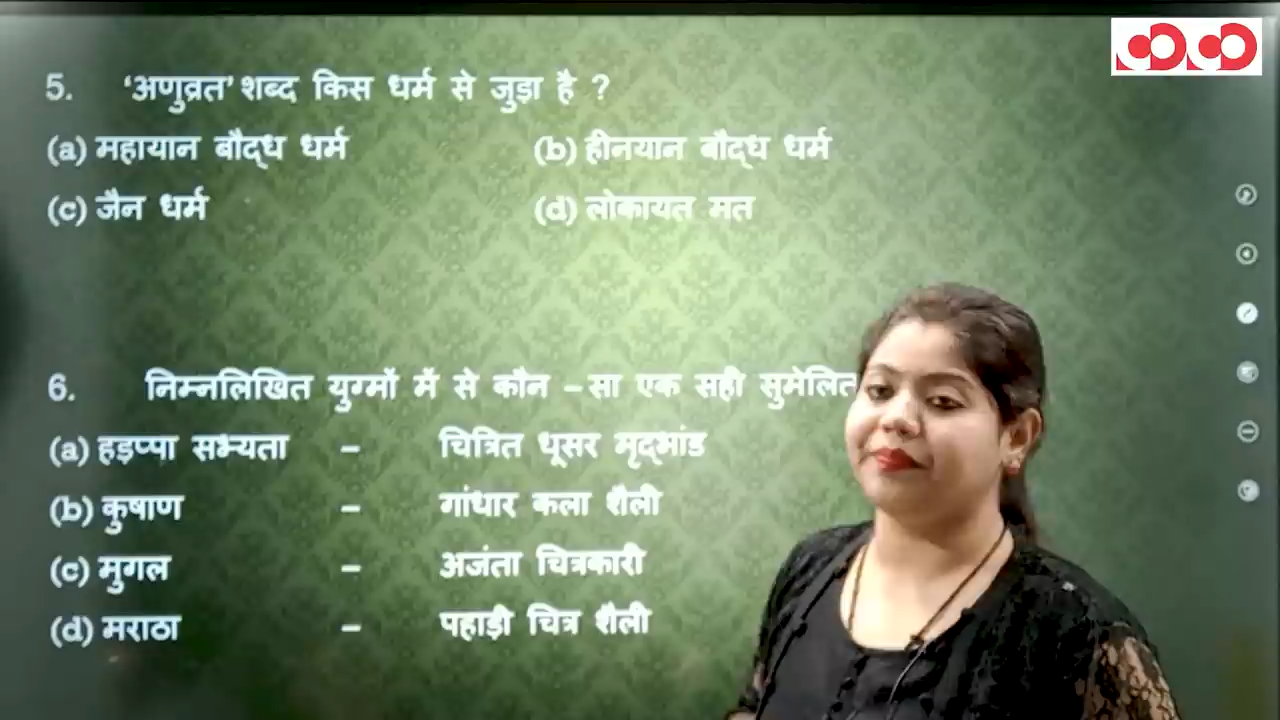 5. ‘अणुव्रत’ शब्द किस धर्म से जुड़ा है ?
(a) महायान बौद्ध धर्म (b) हीनयान बौद्ध धर्म
(c) जैन धर्म (d) लोकायत मत
6. निम्नलिखित युग्मों में से कौन – सा एक सही सुमेलित
(a) हड़प्पा सभ्यता – चित्रित धूसर मृद्भांड
(b) कुषाण – गांधार कला शैली
(c) मुगल – अजंता चित्रकारी
(d) मराठा – पहाड़ी चित्र शैली